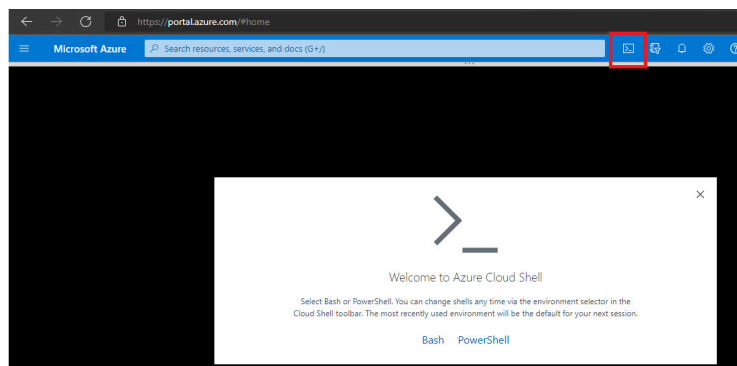 https://portal.azure.com/#home
Microsoft Azure
Search resources, services, and docs (G+/)
...
>_
Welcome to Azure Cloud Shell
Select Bash or PowerShell. You can change shells any time via the environment selector in the
Cloud Shell toolbar. The most recently used environment will be the default for your next session.
Bash PowerShell